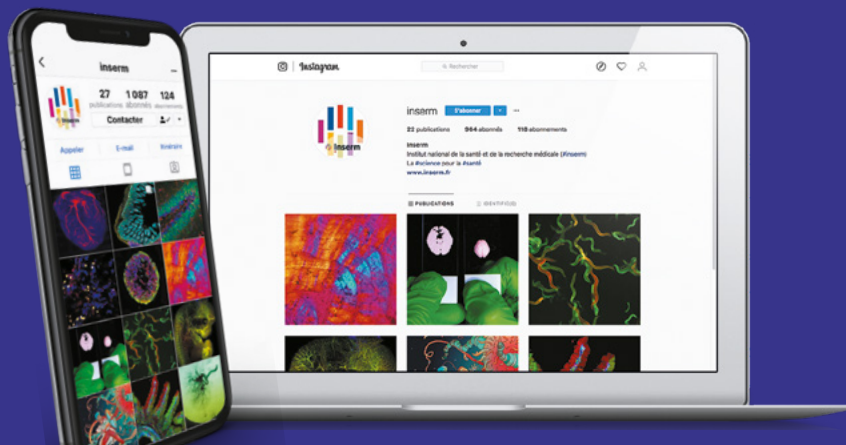 inserm
27 1 087 124
publications abonnés abonnements
Contacter
Appeler E-mail Itinéraire
Inserm
Instagram
Rechercher
Inserm
inserm S'abonner
22 publications 964 abonnés 118 abonnements
Inserm
Institut national de la santé et de la recherche médicale (#inserm)
La #science pour la #santé
www.inserm.fr
PUBLICATIONS IDENTIFIÉ(E)